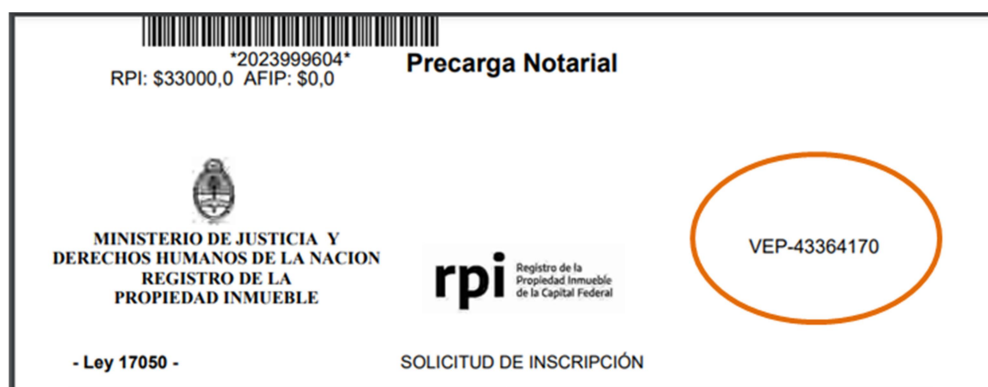 *2023999604*
RPI: $33000,0 AFIP: $0,0
Precarga Notarial
MINISTERIO DE JUSTICIA Y
DERECHOS HUMANOS DE LA NACION
REGISTRO DE LA
PROPIEDAD INMUEBLE
rpi
Registro de la
Propiedad Inmueble
de la Capital Federal
VEP-43364170
- Ley 17050 -
SOLICITUD DE INSCRIPCIÓN